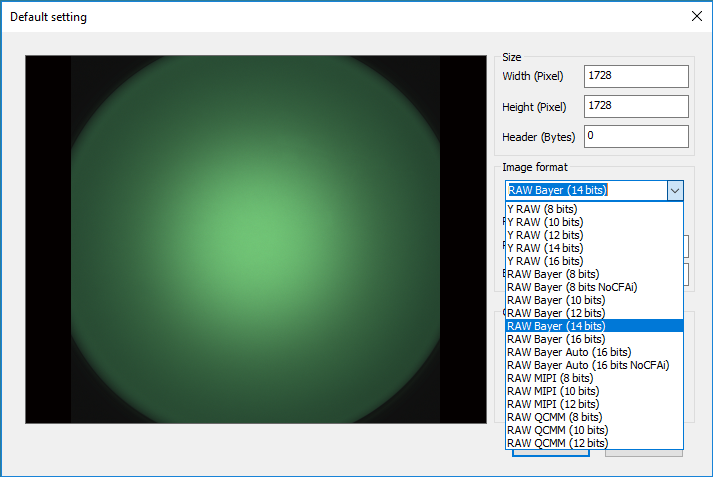 Default setting
Size
Width (Pixel) 1728
Height (Pixel) 1728
Header (Bytes) 0
Image format
RAW Bayer (14 bits)
Y RAW (8 bits)
Y RAW (10 bits)
Y RAW (12 bits)
Y RAW (14 bits)
Y RAW (16 bits)
RAW Bayer (8 bits)
RAW Bayer (8 bits NoCFAi)
RAW Bayer (10 bits)
RAW Bayer (12 bits)
RAW Bayer (14 bits)
RAW Bayer (16 bits)
RAW Bayer Auto (16 bits)
RAW Bayer Auto (16 bits NoCFAi)
RAW MIPI (8 bits)
RAW MIPI (10 bits)
RAW MIPI (12 bits)
RAW QCMM (8 bits)
RAW QCMM (10 bits)
RAW QCMM (12 bits)